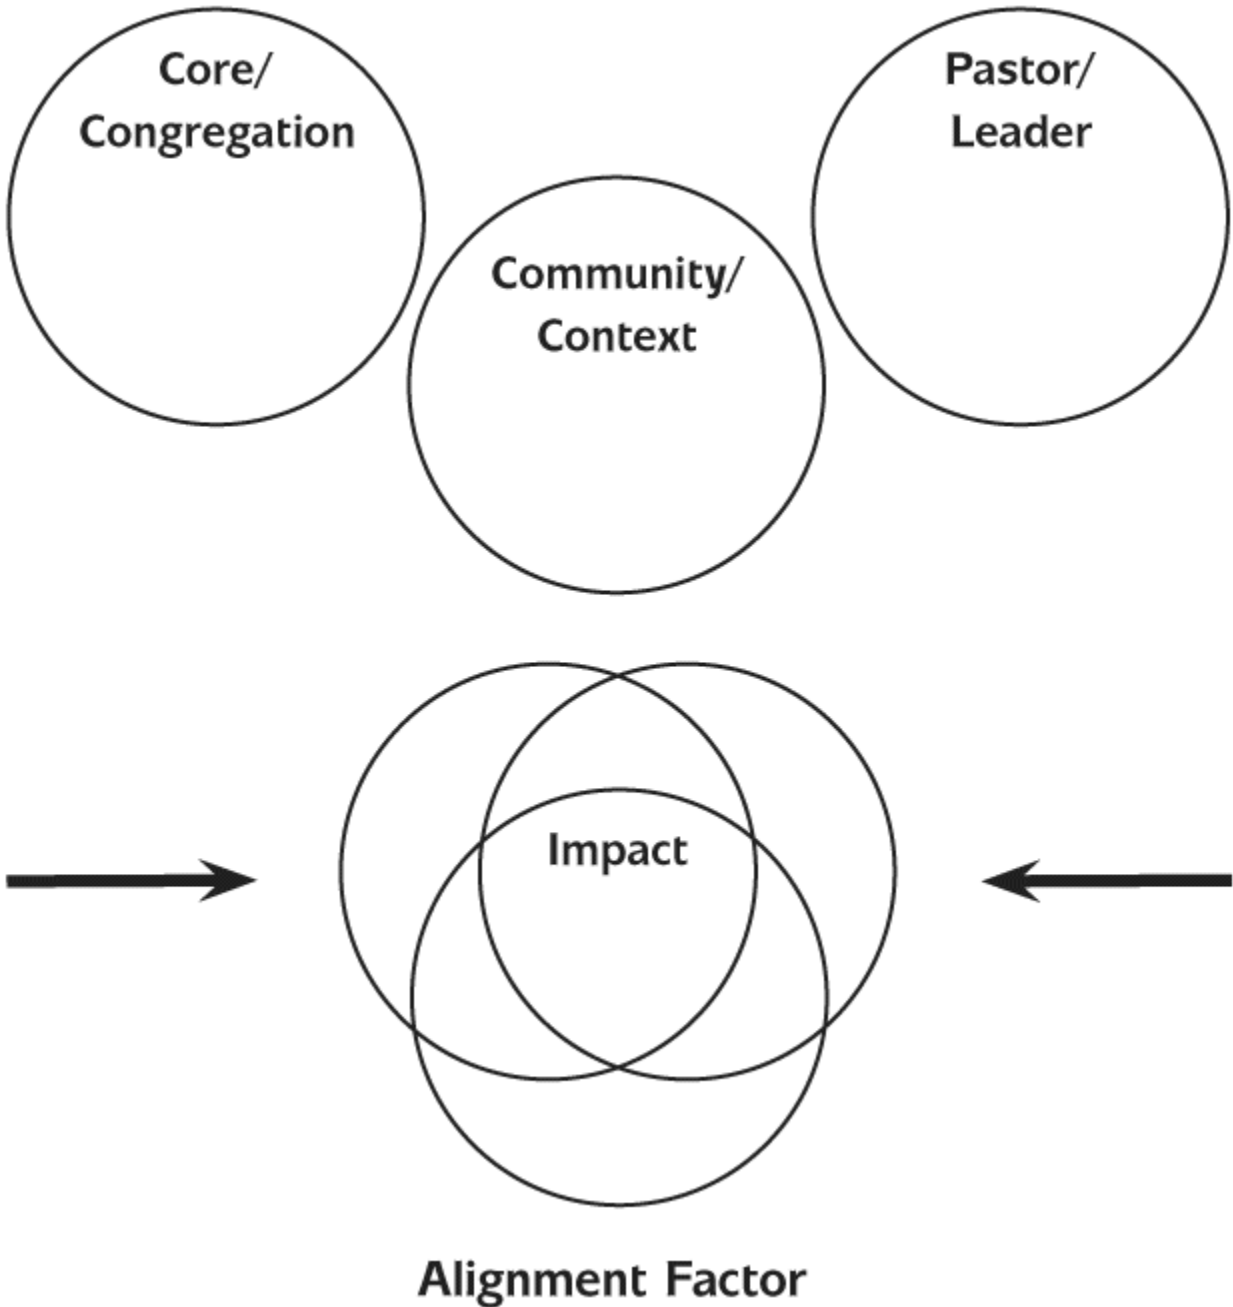 Core/
Congregation
Pastor/
Leader
Community/
Context
Impact
Alignment Factor